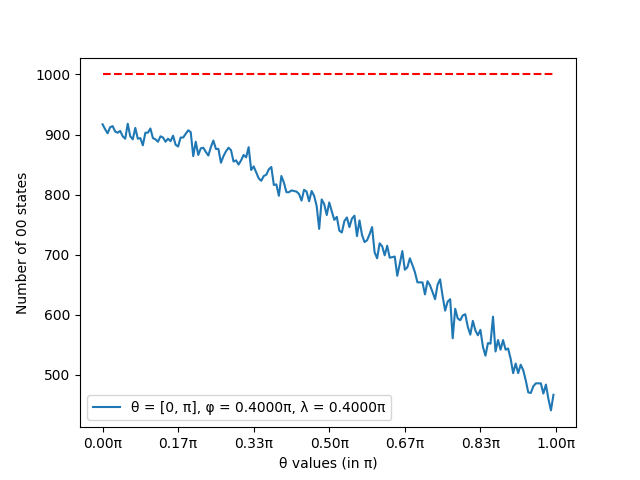 1000
900
800
700
600
500
Number of 00 states
θ = [0, π], φ = 0.4000π, λ = 0.4000π
0.00π 0.17π 0.33π 0.50π 0.67π 0.83π 1.00π
θ values (in π)